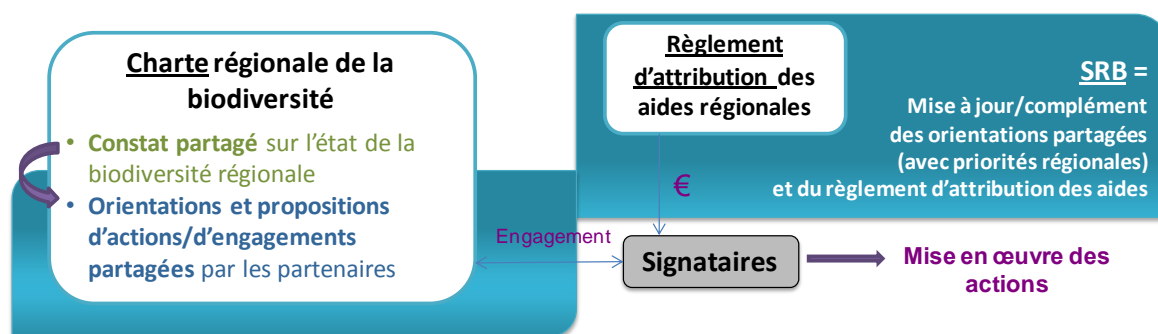 Charte régionale de la
biodiversité
• Constat partagé sur l’état de la
biodiversité régionale
• Orientations et propositions
d’actions/d’engagements
partagées par les partenaires
Règlement
d’attribution des
aides régionales
SRB =
Mise à jour/complément
des orientations partagées
(avec priorités régionales)
et du règlement d’attribution des aides
€
Engagement
Signataires
Mise en œuvre des
actions